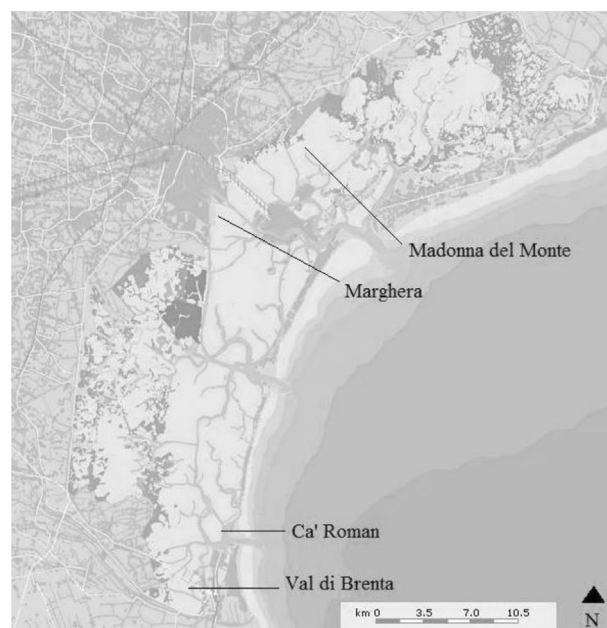 Madonna del Monte
Marghera
Ca' Roman
Val di Brenta
km 0 3.5 7.0 10.5
N